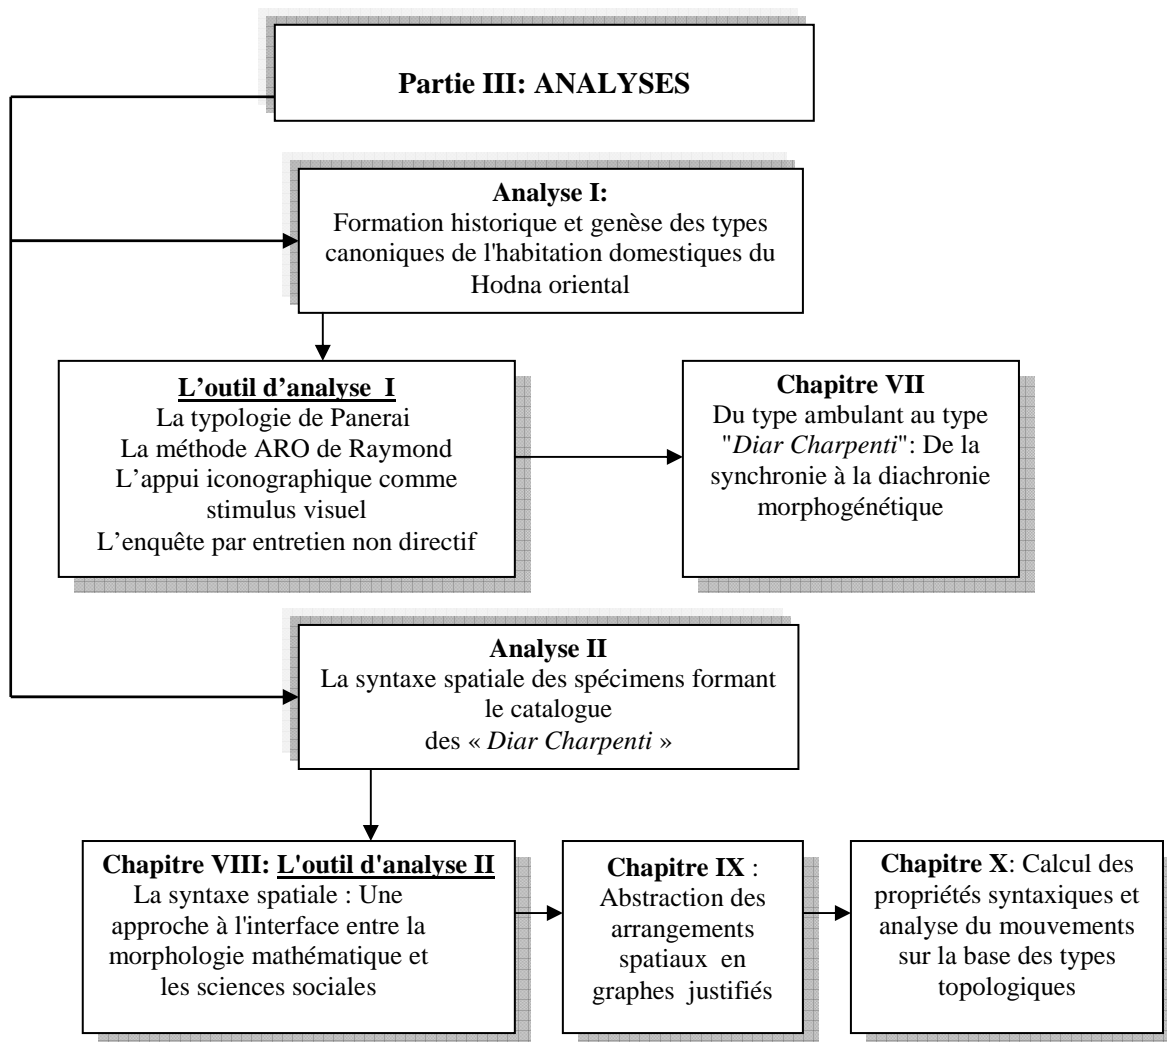 Partie III: ANALYSES
Analyse I:
Formation historique et genèse des types
canoniques de l'habitation domestiques du
Hodna oriental
L’outil d’analyse I
La typologie de Panerai
La méthode ARO de Raymond
L’appui iconographique comme
stimulus visuel
L’enquête par entretien non directif
Chapitre VII
Du type ambulant au type
"Diar Charpenti": De la
synchronie à la diachronie
morphogénétique
Analyse II
La syntaxe spatiale des spécimens formant
le catalogue
des « Diar Charpenti »
Chapitre VIII: L'outil d'analyse II
La syntaxe spatiale : Une
approche à l'interface entre la
morphologie mathématique et
les sciences sociales
Chapitre IX :
Abstraction des
arrangements
spatiaux en
graphes justifiés
Chapitre X: Calcul des
propriétés syntaxiques et
analyse du mouvements
sur la base des types
topologiques